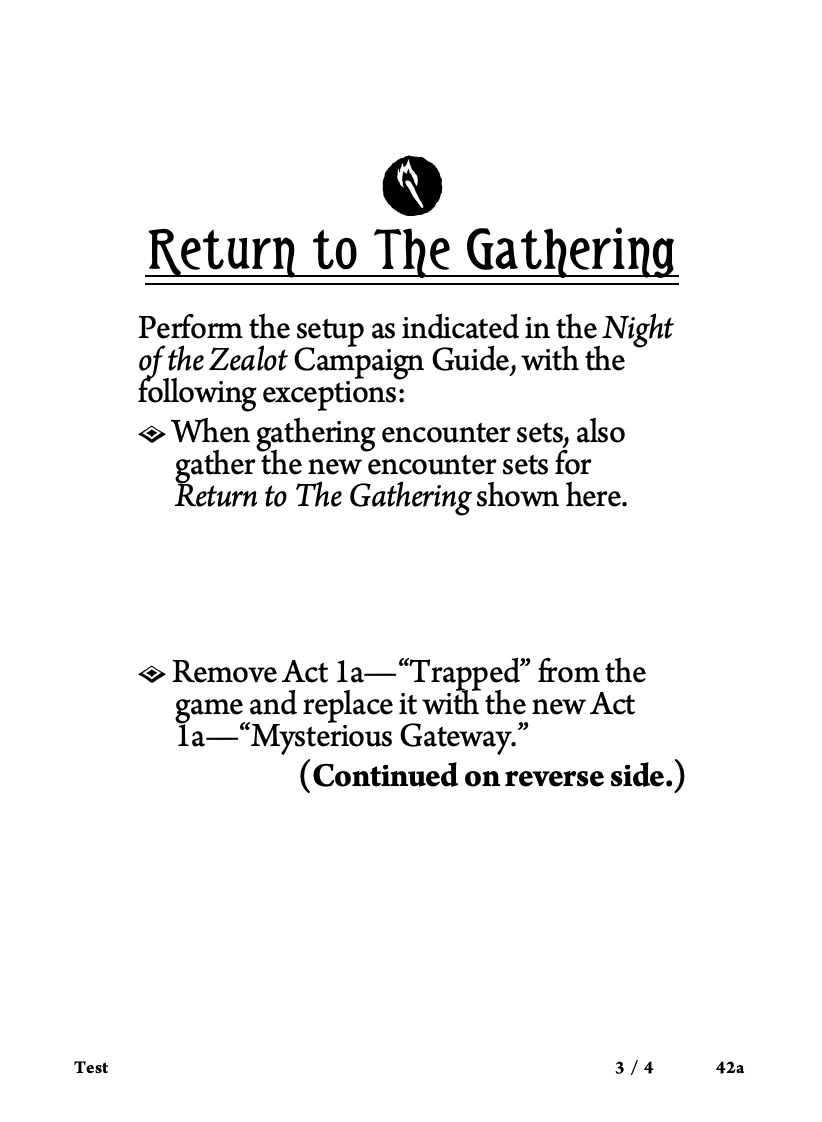 Return to The Gathering
Perform the setup as indicated in the Night
of the Zealot Campaign Guide, with the
following exceptions:
When gathering encounter sets, also
gather the new encounter sets for
Return to The Gathering shown here.
Remove Act 1a—“Trapped” from the
game and replace it with the new Act
1a—“Mysterious Gateway.”
(Continued on reverse side.)
Test 3 / 4 42a